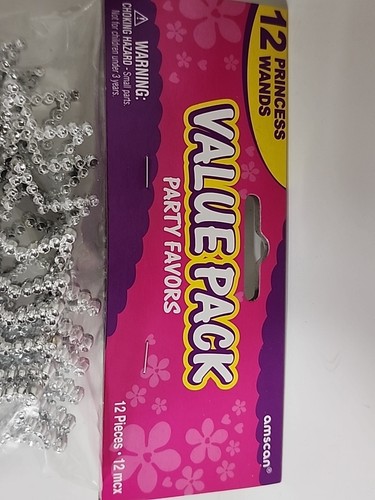 12 PRINCESS
WANDS
VALUE PACK
PARTY FAVORS
WARNING:
CHOKING HAZARD - Small parts.
Not for children under 3 years.
amscan®
12 Pieces • 12 mcx